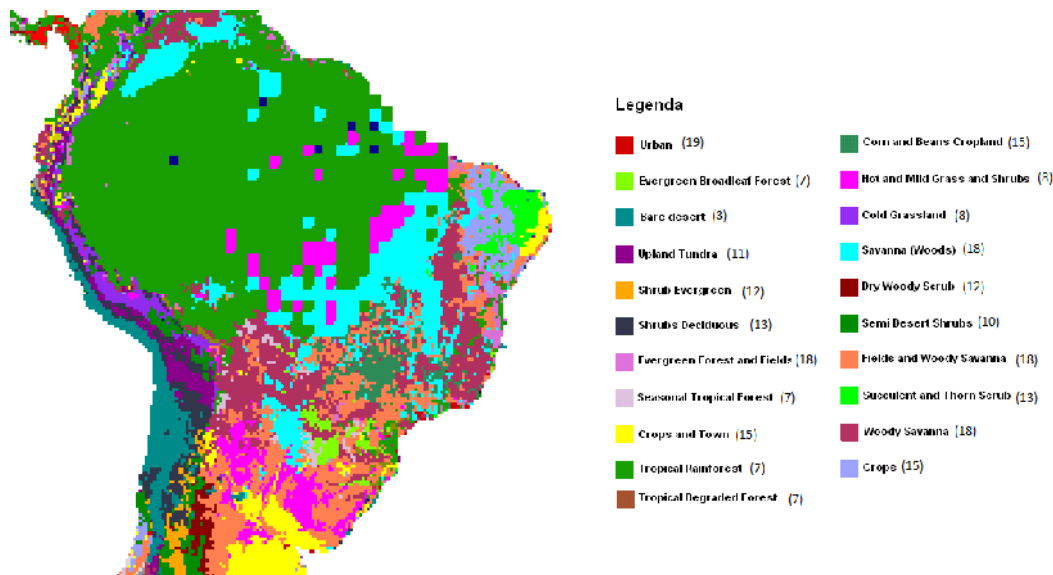 Legenda
Urban (19)
Evergreen Broadleaf Forest (7)
Bare desert (3)
Upland Tundra (11)
Shrub Evergreen (12)
Shrubs Deciduous (13)
Evergreen Forest and Fields (18)
Seasonal Tropical Forest (7)
Crops and Town (15)
Tropical Rainforest (7)
Tropical Degraded Forest (7)
Corn and Beans Cropland (15)
Hot and Mild Grass and Shrubs (8)
Cold Grassland (8)
Savanna (Woods) (18)
Dry Woody Scrub (12)
Semi Desert Shrubs (10)
Fields and Woody Savanna (18)
Succulent and Thorn Scrub (13)
Woody Savanna (18)
Crops (15)